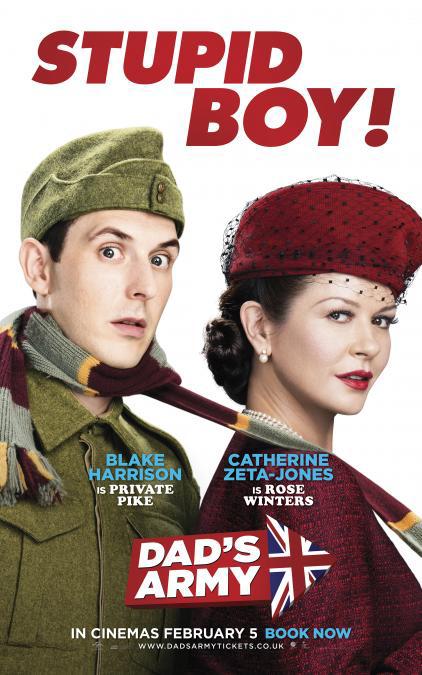 STUPID
BOY!
BLAKE
HARRISON
IS PRIVATE
PIKE
CATHERINE
ZETA-JONES
IS ROSE
WINTERS
DAD'S
ARMY
IN CINEMAS FEBRUARY 5 BOOK NOW
WWW.DADSARMYTICKETS.CO.UK